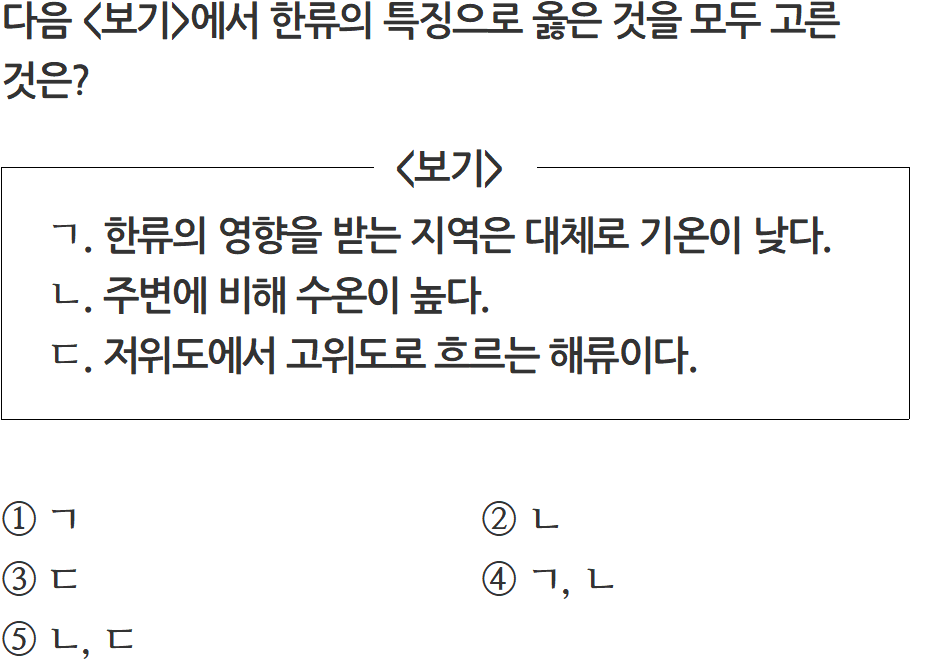 다음 <보기>에서 한류의 특징으로 옳은 것을 모두 고른
것은?
<보기>
ㄱ. 한류의 영향을 받는 지역은 대체로 기온이 낮다.
ㄴ. 주변에 비해 수온이 높다.
ㄷ. 저위도에서 고위도로 흐르는 해류이다.
① ㄱ ② ㄴ
③ ㄷ ④ ㄱ, ㄴ
⑤ ㄴ, ㄷ